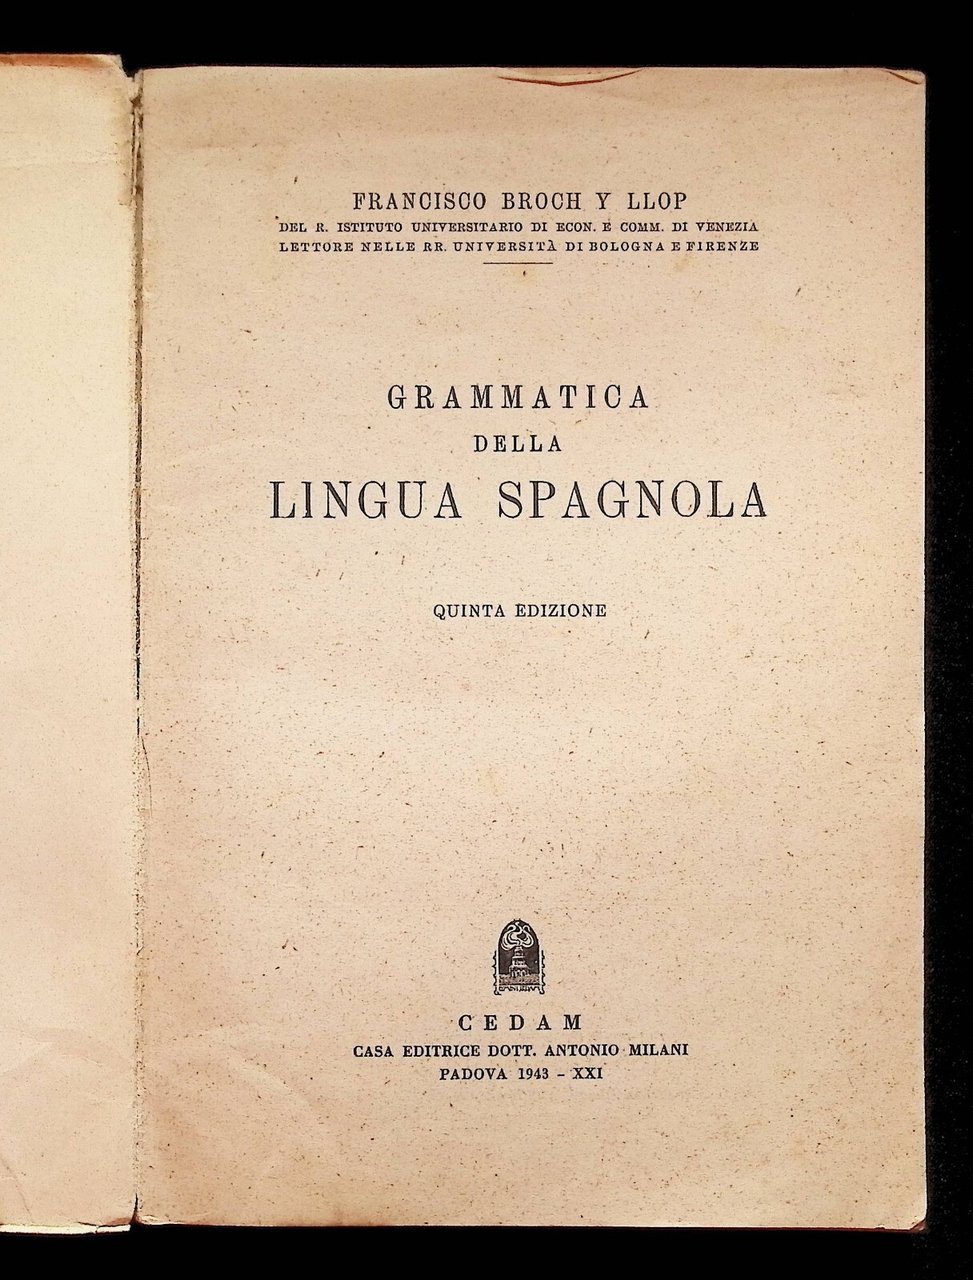 FRANCISCO BROCH Y LLOP
DEL R. ISTITUTO UNIVERSITARIO DI ECON. E COMM. DI VENEZIA
LETTORE NELLE RR. UNIVERSITÀ DI BOLOGNA E FIRENZE
GRAMMATICA
DELLA
LINGUA SPAGNOLA
QUINTA EDIZIONE
CEDAM
CASA EDITRICE DOTT. ANTONIO MILANI
PADOVA 1943 - XXI